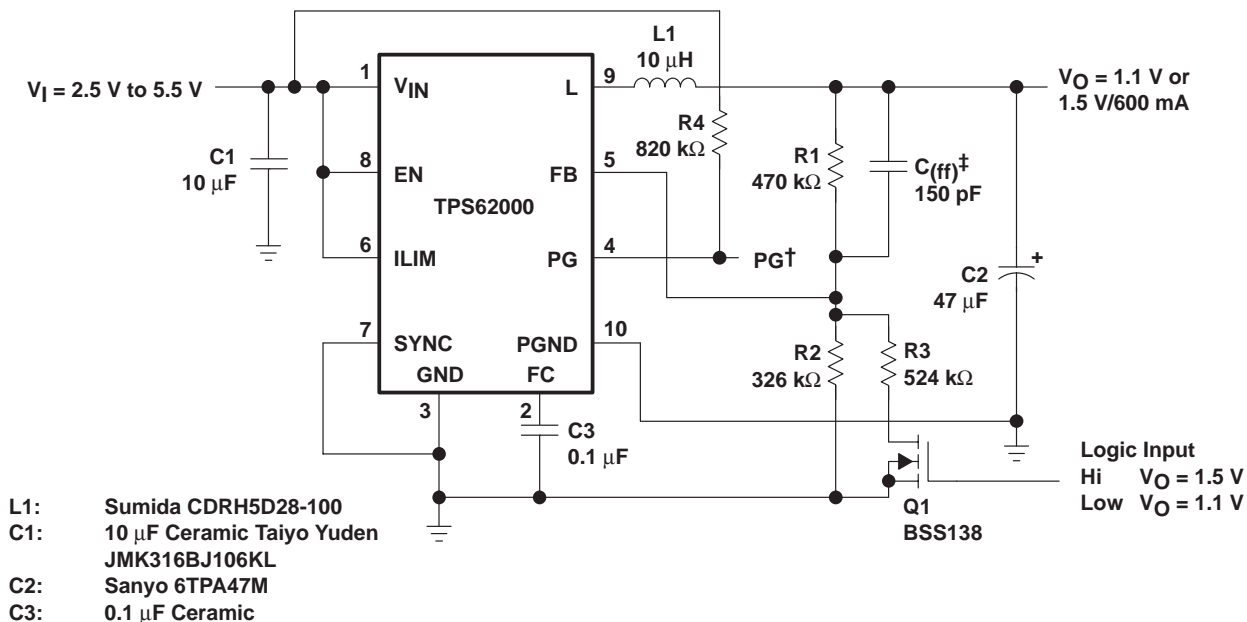 L1
10 μH
V_I = 2.5 V to 5.5 V
1
V_IN
L
9
V_O = 1.1 V or
1.5 V/600 mA
C1
10 μF
R4
820 kΩ
R1
470 kΩ
C_(ff)‡
150 pF
8
EN
FB
5
TPS62000
6
ILIM
PG
4
PG†
C2
47 μF
+
7
SYNC
PGND
10
GND
FC
3
2
R2
326 kΩ
R3
524 kΩ
C3
0.1 μF
Q1
BSS138
Logic Input
Hi V_O = 1.5 V
Low V_O = 1.1 V
L1: Sumida CDRH5D28-100
C1: 10 μF Ceramic Taiyo Yuden
JMK316BJ106KL
C2: Sanyo 6TPA47M
C3: 0.1 μF Ceramic